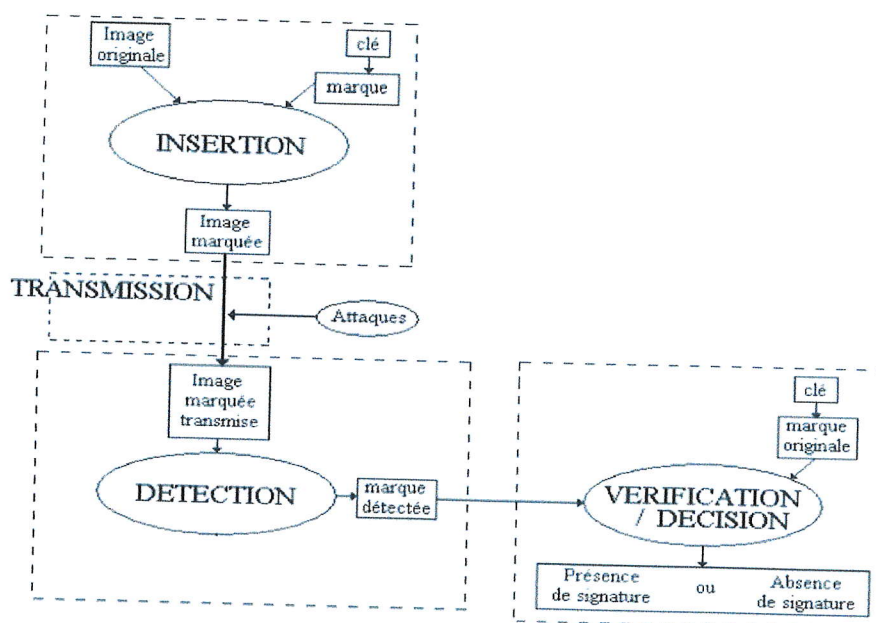 Image
originale
clé
marque
INSERTION
Image
marquée
TRANSMISSION
Attaques
Image
marquée
transmise
DETECTION
marque
détectée
clé
marque
originale
VERIFICATION
/ DECISION
Présence
de signature
ou
Absence
de signature